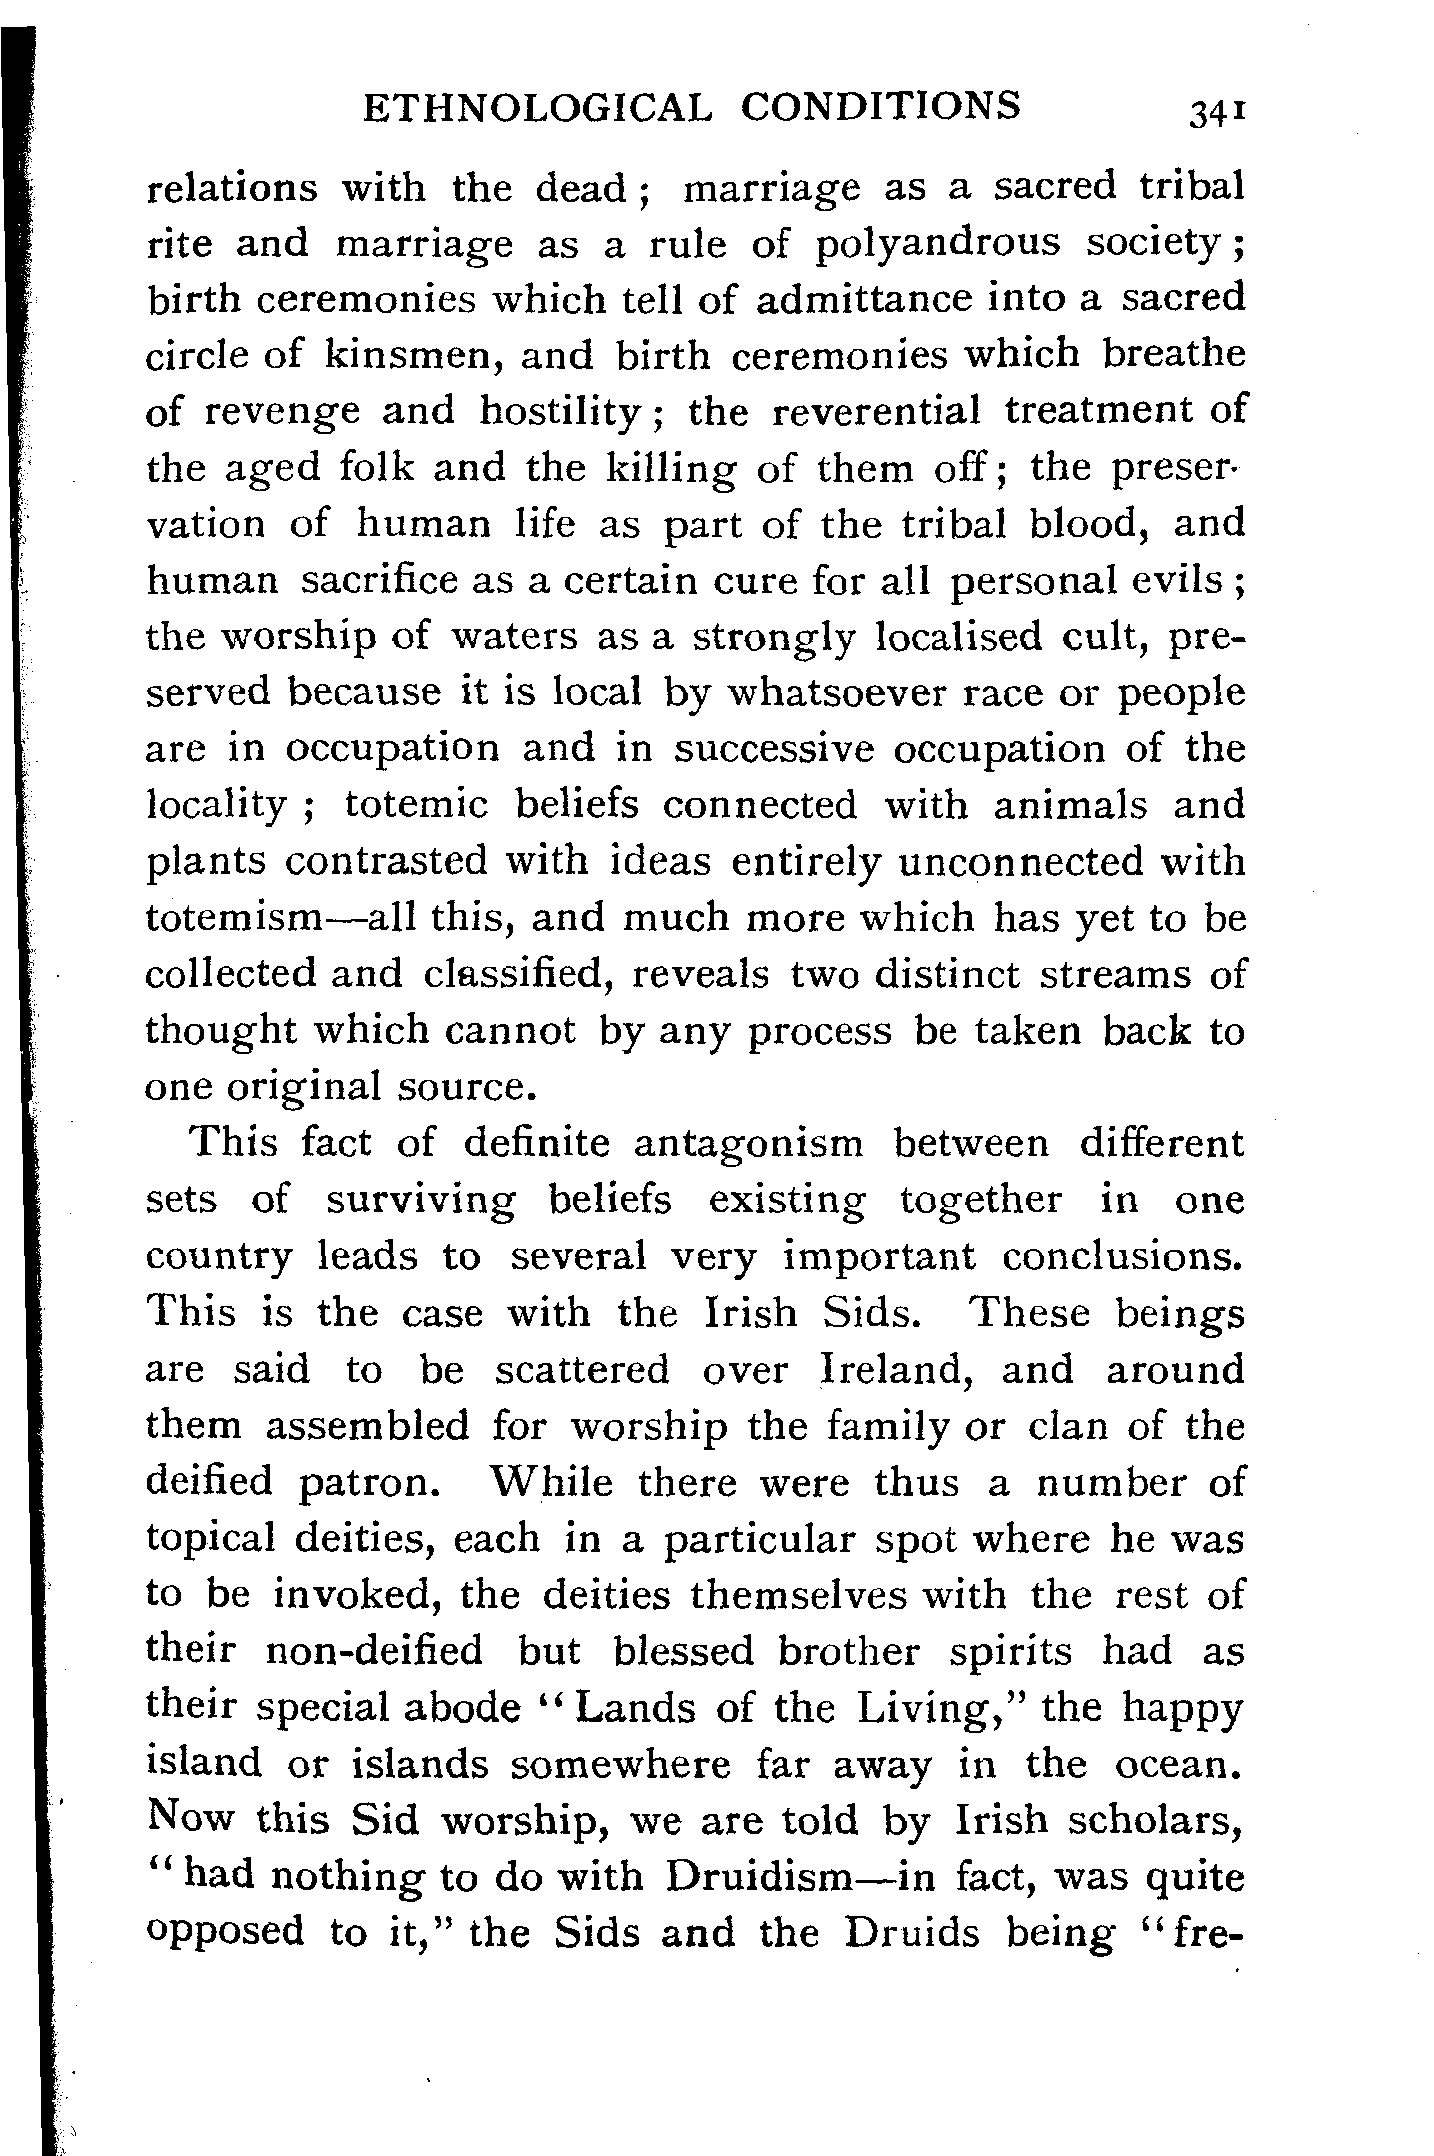 ETHNOLOGICAL CONDITIONS 341
relations with the dead ; marriage as a sacred tribal
rite and marriage as a rule of polyandrous society ;
birth ceremonies which tell of admittance into a sacred
circle of kinsmen, and birth ceremonies which breathe
of revenge and hostility ; the reverential treatment of
the aged folk and the killing of them off ; the preser-
vation of human life as part of the tribal blood, and
human sacrifice as a certain cure for all personal evils ;
the worship of waters as a strongly localised cult, pre-
served because it is local by whatsoever race or people
are in occupation and in successive occupation of the
locality ; totemic beliefs connected with animals and
plants contrasted with ideas entirely unconnected with
totemism—all this, and much more which has yet to be
collected and classified, reveals two distinct streams of
thought which cannot by any process be taken back to
one original source.
This fact of definite antagonism between different
sets of surviving beliefs existing together in one
country leads to several very important conclusions.
This is the case with the Irish Sids. These beings
are said to be scattered over Ireland, and around
them assembled for worship the family or clan of the
deified patron. While there were thus a number of
topical deities, each in a particular spot where he was
to be invoked, the deities themselves with the rest of
their non-deified but blessed brother spirits had as
their special abode “Lands of the Living,” the happy
island or islands somewhere far away in the ocean.
Now this Sid worship, we are told by Irish scholars,
“had nothing to do with Druidism—in fact, was quite
opposed to it,” the Sids and the Druids being “fre-